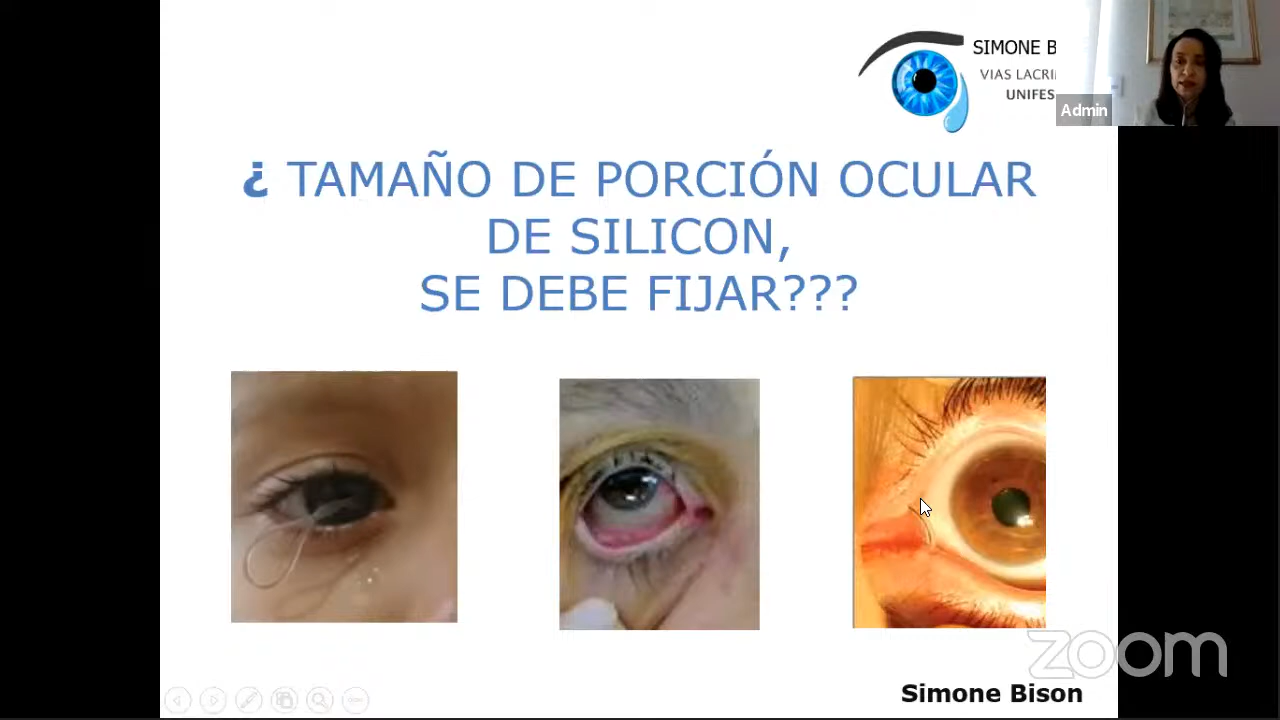 SIMONE B
VIAS LACRI
UNIFES
Admin
¿ TAMAÑO DE PORCIÓN OCULAR
DE SILICON,
SE DEBE FIJAR???
zoom
Simone Bison